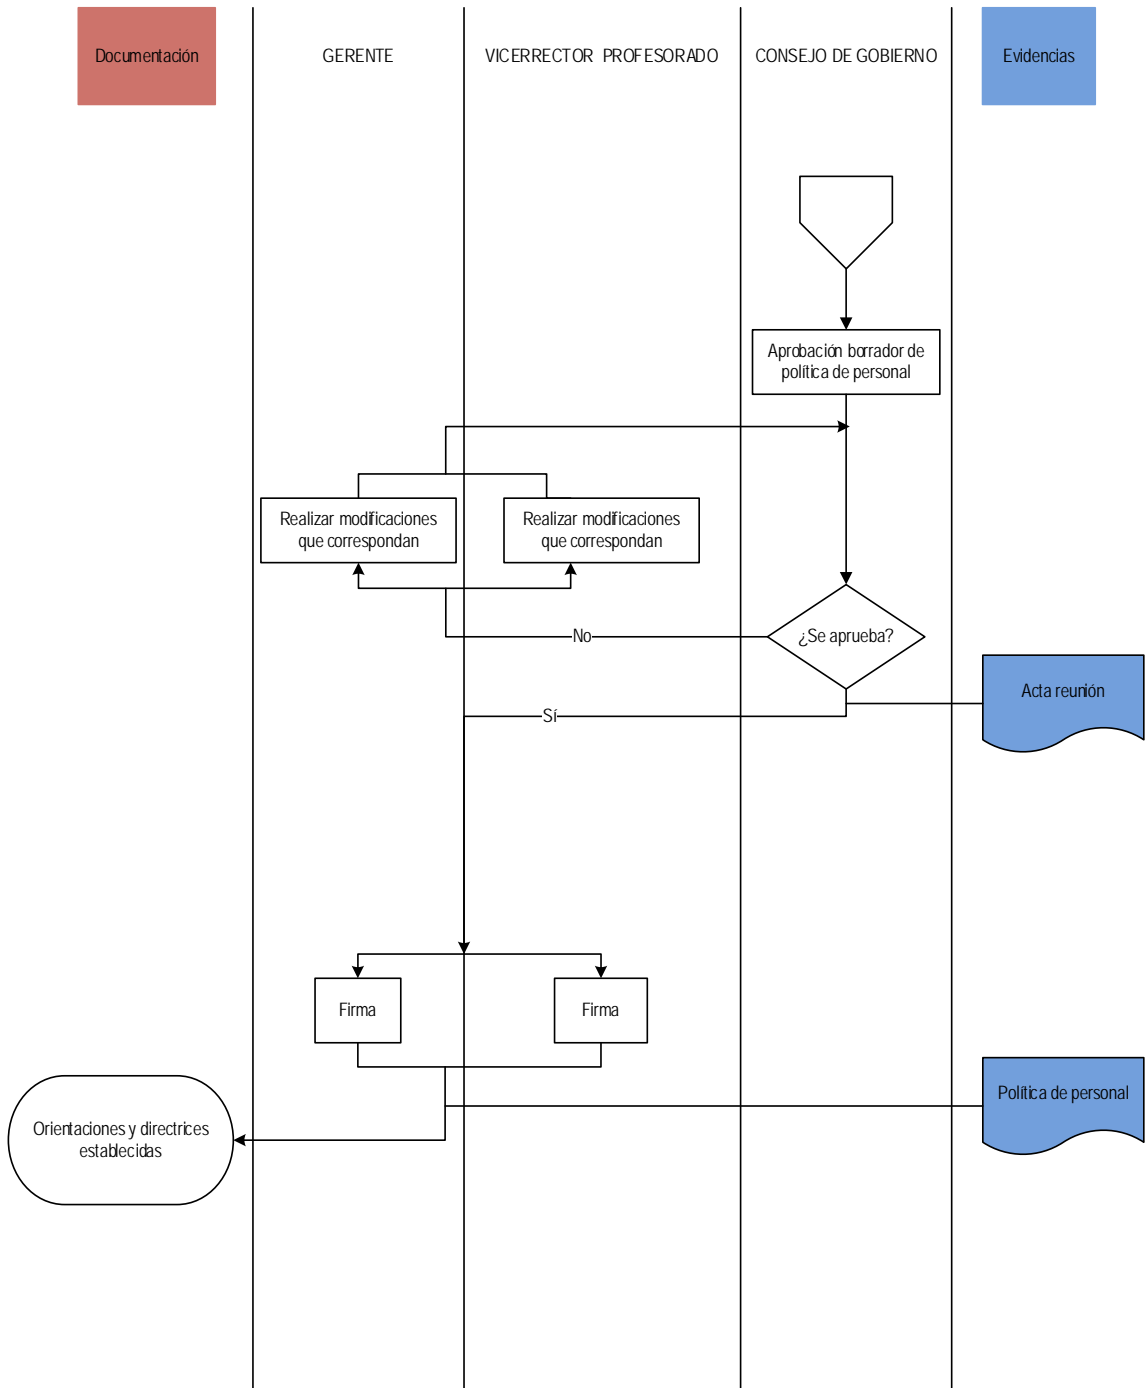 Documentación
GERENTE
VICERRECTOR PROFESORADO
CONSEJO DE GOBIERNO
Evidencias
Aprobación borrador de
política de personal
Realizar modificaciones
que correspondan
Realizar modificaciones
que correspondan
No
¿Se aprueba?
Acta reunión
Sí
Firma
Firma
Política de personal
Orientaciones y directrices
establecidas